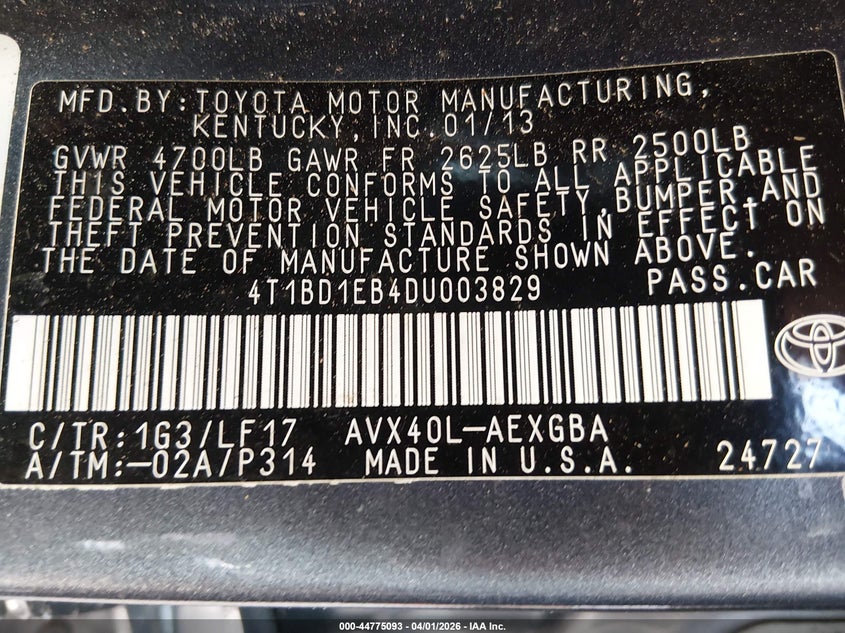 MFD.BY:TOYOTA MOTOR MANUFACTURING,
KENTUCKY,INC.01/13
GVWR 4700LB GAWR FR 2625LB RR 2500LB
THIS VEHICLE CONFORMS TO ALL APPLICABLE
FEDERAL MOTOR VEHICLE SAFETY,BUMPER,AND
THEFT PREVENTION STANDARDS IN EFFECT ON
THE DATE OF MANUFACTURE SHOWN ABOVE.
4T1BD1EB4DU003829 PASS.CAR
C/TR:1G3/LF17 AVX40L-AEXGBA
A/TM:-02A/P314 MADE IN U.S.A. 24727
000-44775093 - 04/01/2026 - IAA Inc.